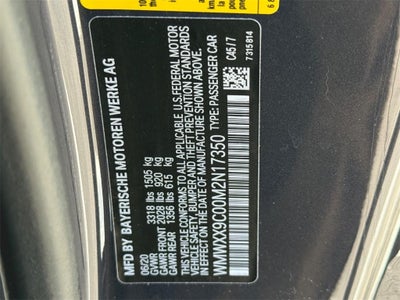 MFD BY BAYERISCHE MOTOREN WERKE AG
06/20
GVWR 3318 lbs 1505 kg
GAWR FRONT 2028 lbs 920 kg
GAWR REAR 1356 lbs 615 kg
THIS VEHICLE CONFORMS TO ALL APPLICABLE U.S.FEDERAL MOTOR
VEHICLE SAFETY, BUMPER AND THEFT PREVENTION STANDARDS
IN EFFECT ON THE DATE OF MANUFACTURE SHOWN ABOVE.
WMWXX9C00M2N17350 TYPE: PASSENGER CAR
C45/7
7315814